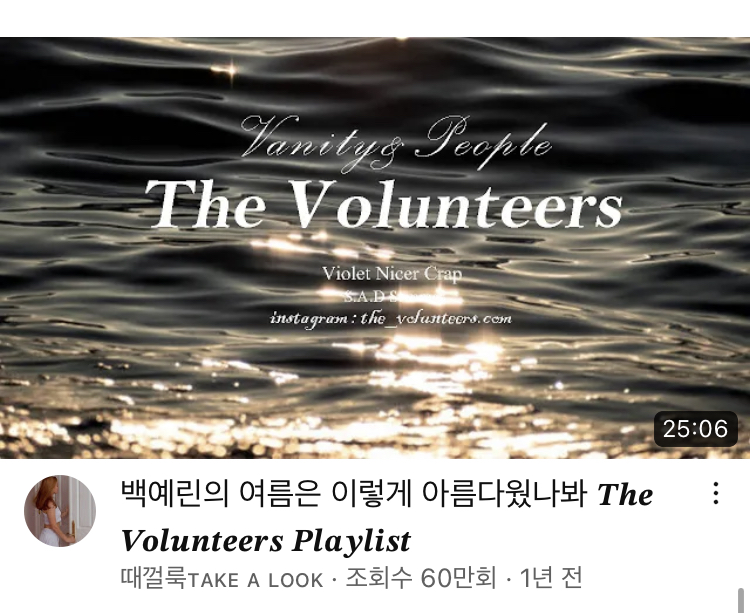 Vanity& People
The Volunteers
Violet Nicer Crap
S.A.D S
instagram : the_volunteers.com
25:06
백예린의 여름은 이렇게 아름다웠나봐 The
Volunteers Playlist
때껄룩TAKE A LOOK · 조회수 60만회 · 1년 전